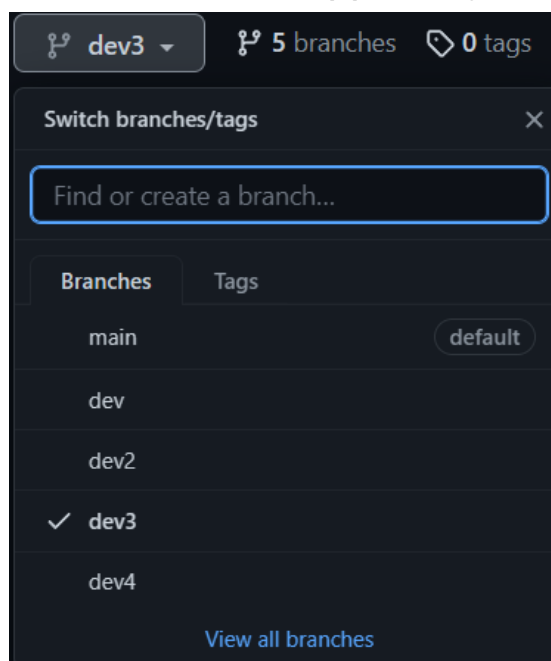 dev3 5 branches 0 tags
Switch branches/tags
Find or create a branch...
Branches Tags
main default
dev
dev2
dev3
dev4
View all branches